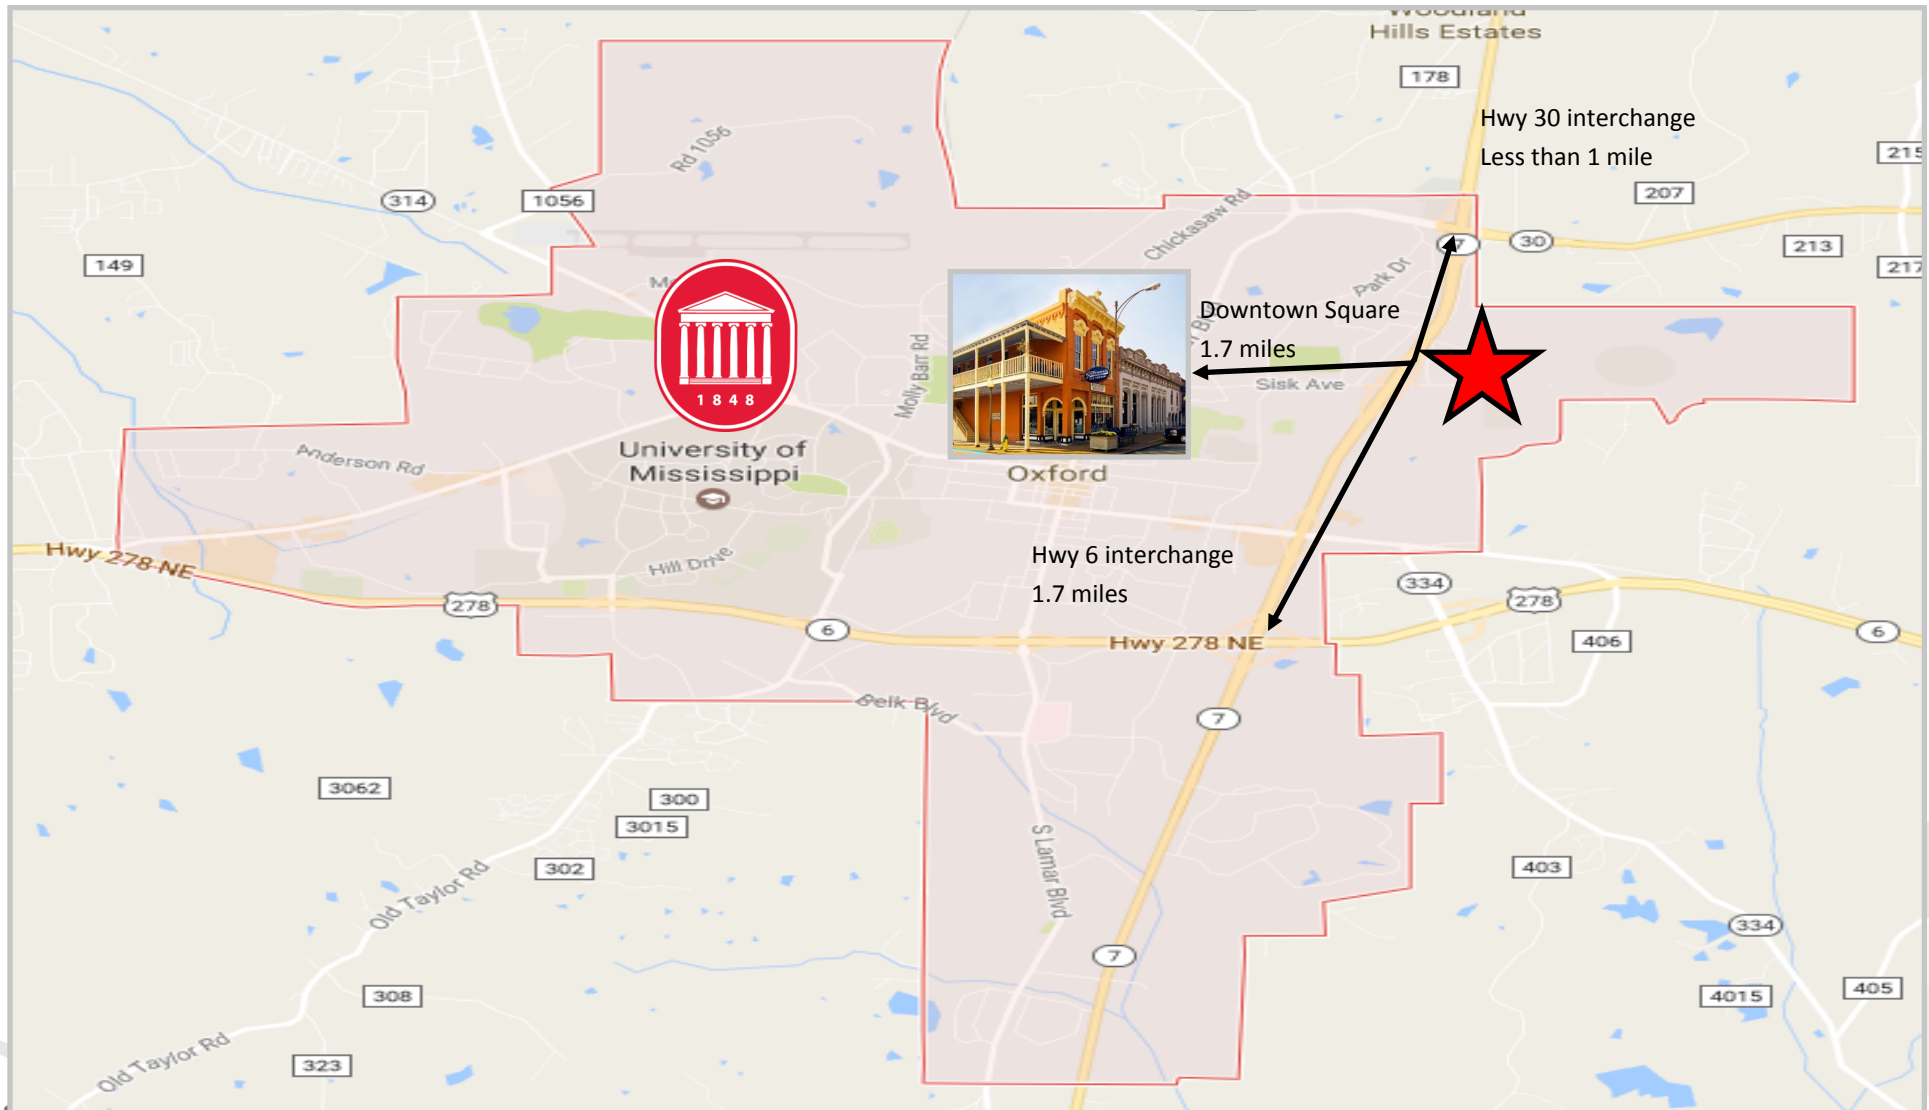 Woodland
Hills Estates
178
Hwy 30 interchange
Less than 1 mile
215
Rd 1056
314
1056
207
Chickasaw Rd
7
30
213
149
217
Park Dr
Downtown Square
1.7 miles
Molly Barr Rd
Sisk Ave
1848
University of
Mississippi
Anderson Rd
Oxford
Hwy 6 interchange
1.7 miles
Hwy 278 NE
Hill Drive
334
278
278
6
Hwy 278 NE
406
6
Belk Blvd
7
3062
300
3015
S Lamar Blvd
302
403
Old Taylor Rd
334
7
308
4015
405
Old Taylor Rd
323